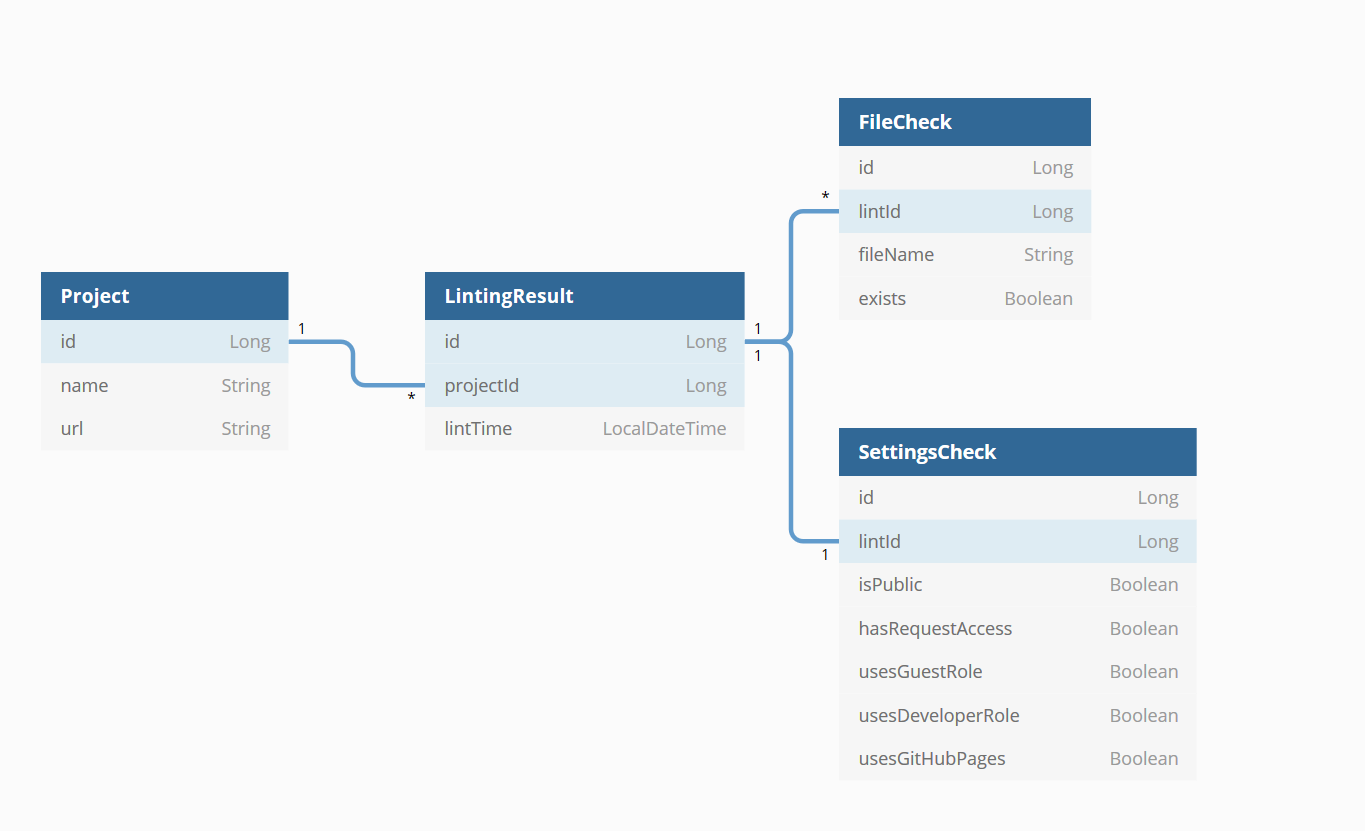 Project
id Long
name String
url String
1
*
LintingResult
id Long
projectId Long
lintTime LocalDateTime
1
1
*
1
FileCheck
id Long
lintId Long
fileName String
exists Boolean
SettingsCheck
id Long
lintId Long
isPublic Boolean
hasRequestAccess Boolean
usesGuestRole Boolean
usesDeveloperRole Boolean
usesGitHubPages Boolean